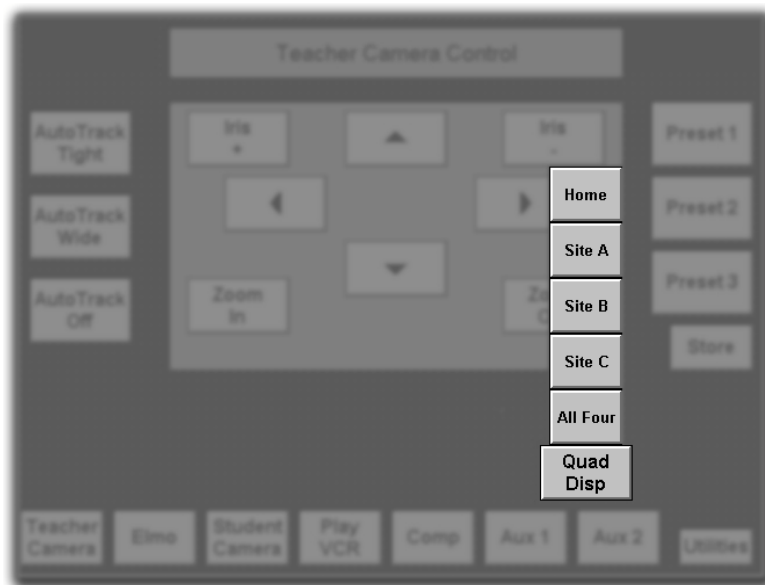 Teacher Camera Control
AutoTrack
Tight
Iris
+
Iris
-
Preset 1
AutoTrack
Wide
Home
Preset 2
Site A
AutoTrack
Off
Zoom
In
Site B
Preset 3
Site C
Store
All Four
Quad
Disp
Teacher
Camera
Elmo
Student
Camera
Play
VCR
Comp
Aux 1
Aux 2
Utilities